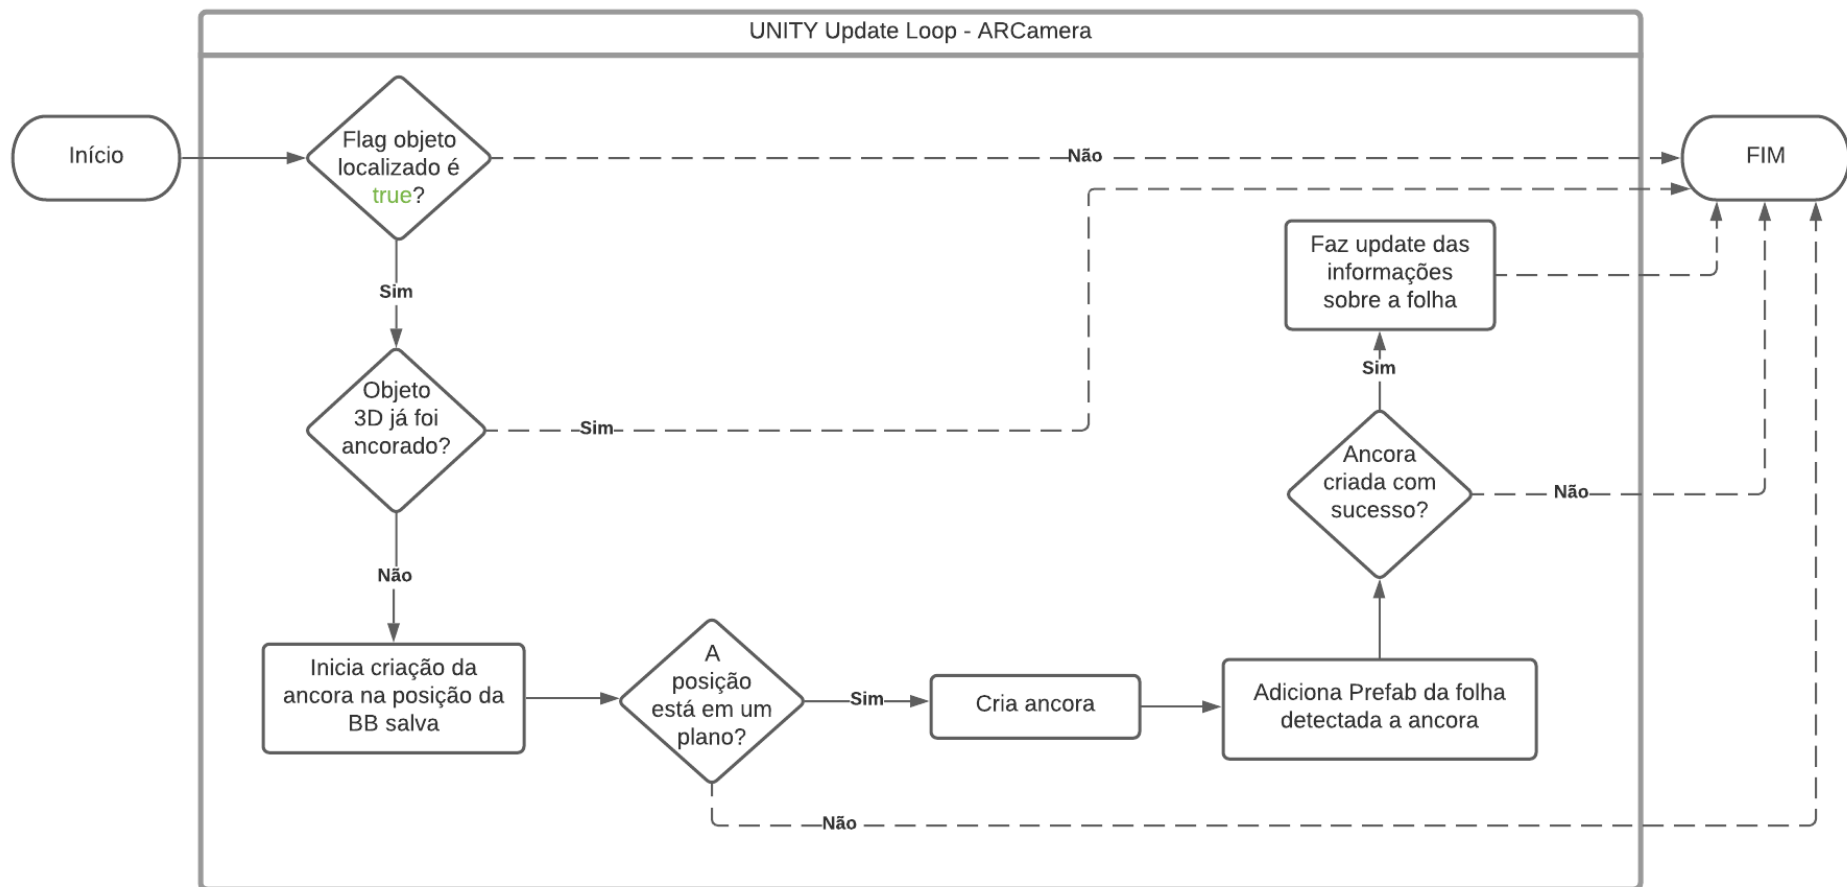 UNITY Update Loop - ARCamera
Início
Flag objeto
localizado é
true?
Não
FIM
Sim
Faz update das
informações
sobre a folha
Sim
Objeto
3D já foi
ancorado?
Sim
Ancora
criada com
sucesso?
Não
Não
Inicia criação da
ancora na posição da
BB salva
A
posição
está em um
plano?
Sim
Cria ancora
Adiciona Prefab da folha
detectada a ancora
Não